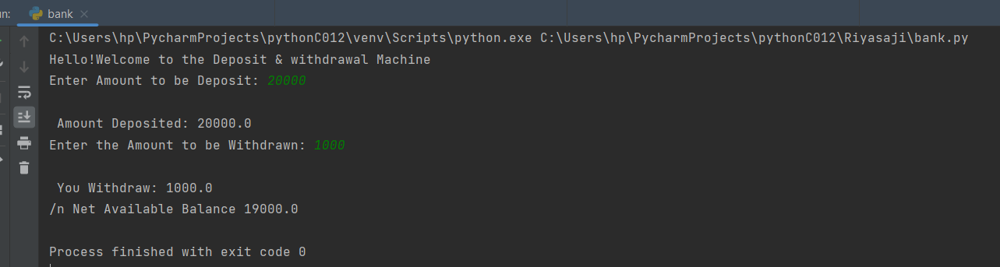 un: bank
C:\Users\hp\PycharmProjects\pythonC012\venv\Scripts\python.exe C:\Users\hp\PycharmProjects\pythonC012\Riyasaji\bank.py
Hello!Welcome to the Deposit & withdrawal Machine
Enter Amount to be Deposit: 20000
Amount Deposited: 20000.0
Enter the Amount to be Withdrawn: 1000
You Withdraw: 1000.0
/n Net Available Balance 19000.0
Process finished with exit code 0